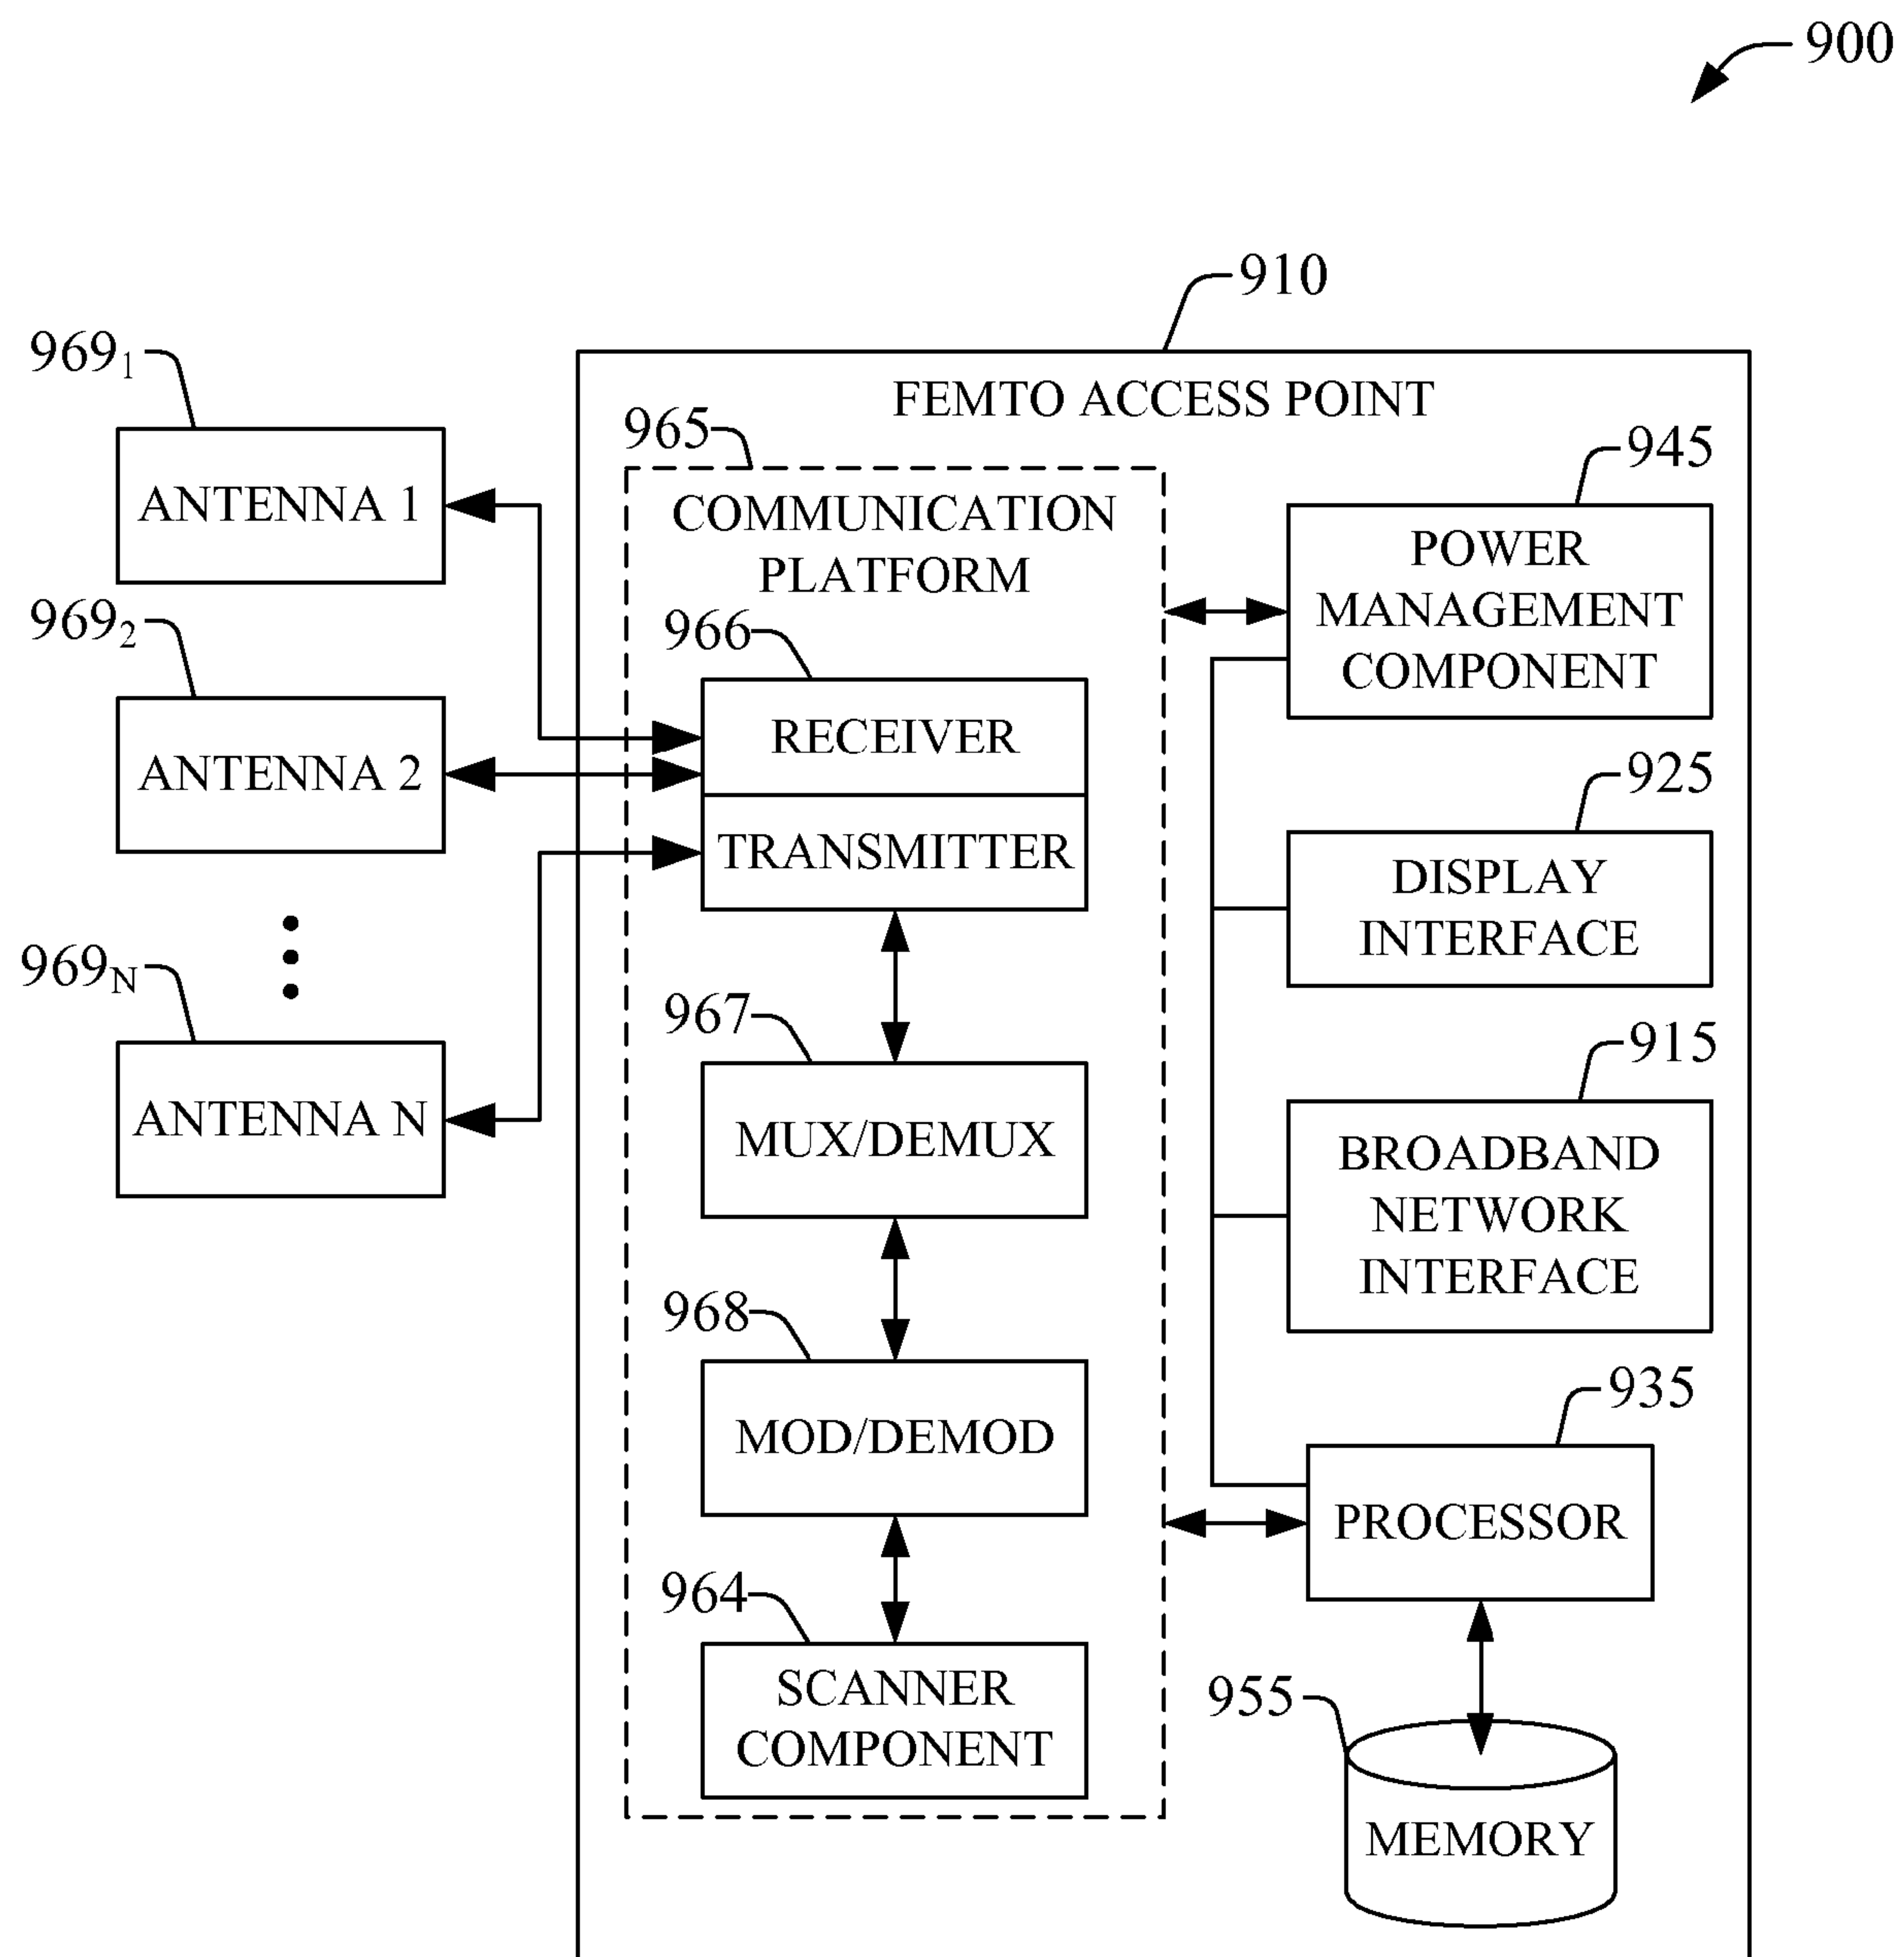 900
910
FEMTO ACCESS POINT
969₁
ANTENNA 1
969₂
ANTENNA 2
969N
ANTENNA N
965
COMMUNICATION
PLATFORM
966
RECEIVER
TRANSMITTER
967
MUX/DEMUX
968
MOD/DEMOD
964
SCANNER
COMPONENT
945
POWER
MANAGEMENT
COMPONENT
925
DISPLAY
INTERFACE
915
BROADBAND
NETWORK
INTERFACE
935
PROCESSOR
955
MEMORY